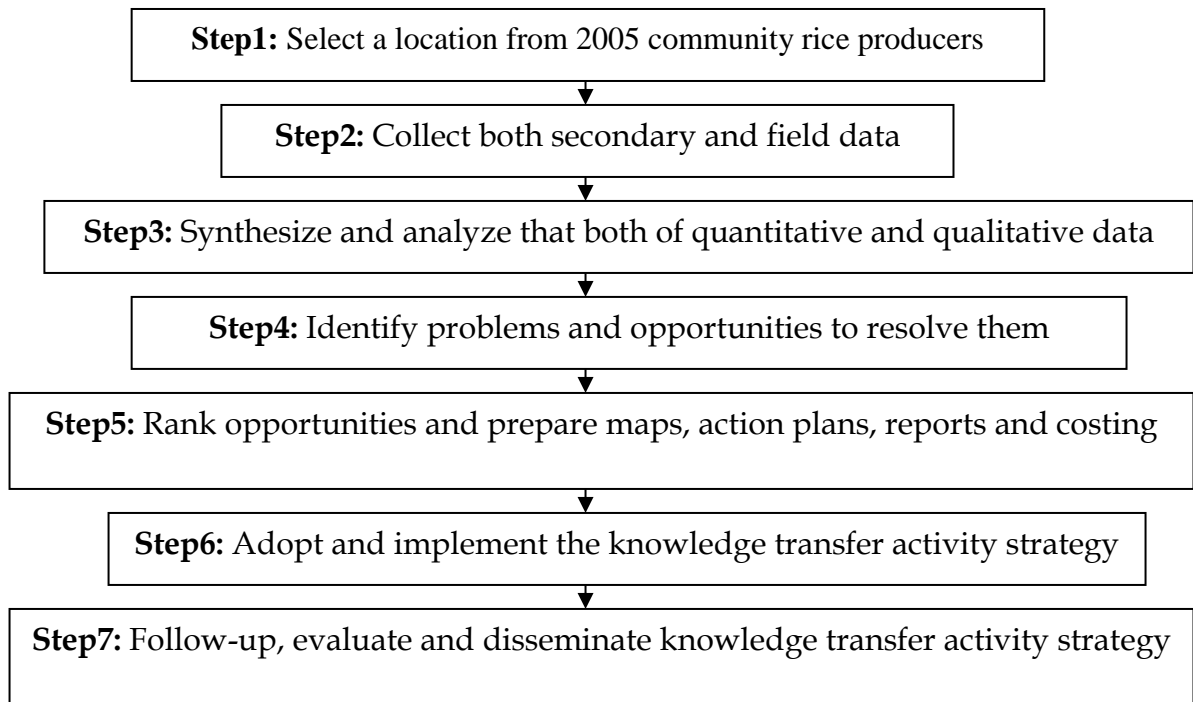 Step1: Select a location from 2005 community rice producers
Step2: Collect both secondary and field data
Step3: Synthesize and analyze that both of quantitative and qualitative data
Step4: Identify problems and opportunities to resolve them
Step5: Rank opportunities and prepare maps, action plans, reports and costing
Step6: Adopt and implement the knowledge transfer activity strategy
Step7: Follow-up, evaluate and disseminate knowledge transfer activity strategy